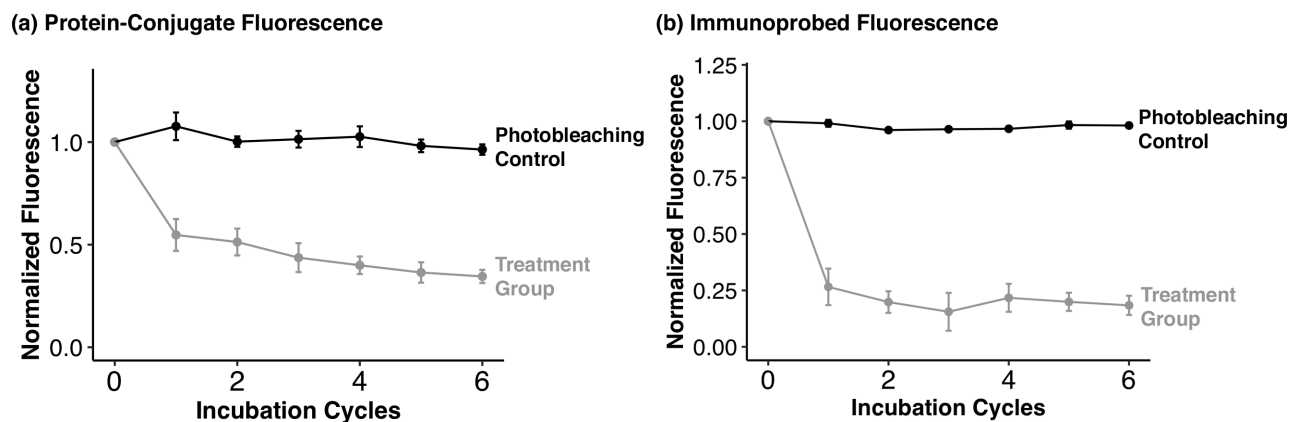 (a) Protein-Conjugate Fluorescence
Normalized Fluorescence
1.0
0.5
0.0
Photobleaching
Control
Treatment
Group
0 2 4 6
Incubation Cycles
(b) Immunoprobed Fluorescence
Normalized Fluorescence
1.25
1.00
0.75
0.50
0.25
0.00
Photobleaching
Control
Treatment
Group
0 2 4 6
Incubation Cycles